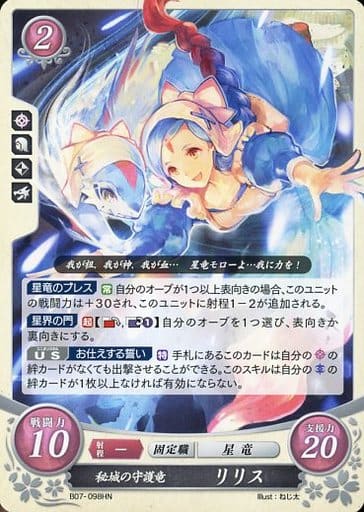 2
我が祖、我が神、我が血… 星竜モローよ…我に力を!
星竜のブレス 常 自分のオーブが1つ以上表向きの場合、このユニット
の戦闘力は+30され、このユニットに射程1-2が追加される。
星界の門 起 【、1】自分のオーブを1つ選び、表向きか
裏向きにする。
US お仕えする誓い 特 手札にあるこのカードは自分の の
絆カードがなくても出撃させることができる。このスキルは自分の の
絆カードが1枚以上なければ有効にならない。
戦闘力
10
射程 ー 固定職 星竜
支援力
20
秘城の守護竜 リリス
B07-098HN
Illust:ねじ太